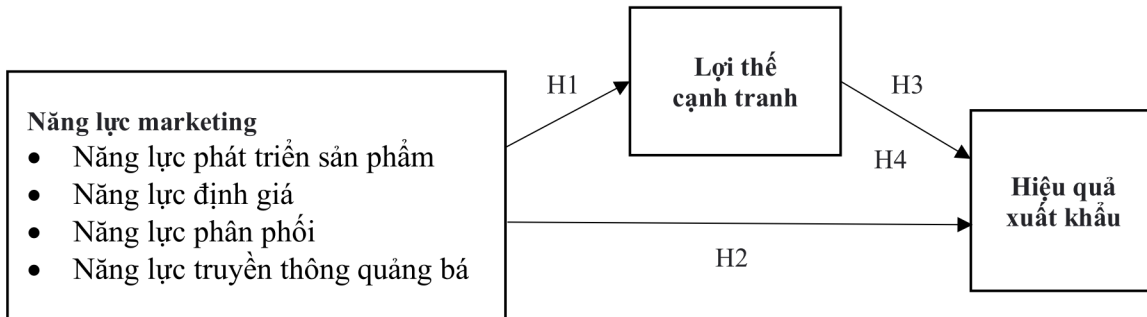 Năng lực marketing
• Năng lực phát triển sản phẩm
• Năng lực định giá
• Năng lực phân phối
• Năng lực truyền thông quảng bá
H1
Lợi thế
cạnh tranh
H3
H4
H2
Hiệu quả
xuất khẩu